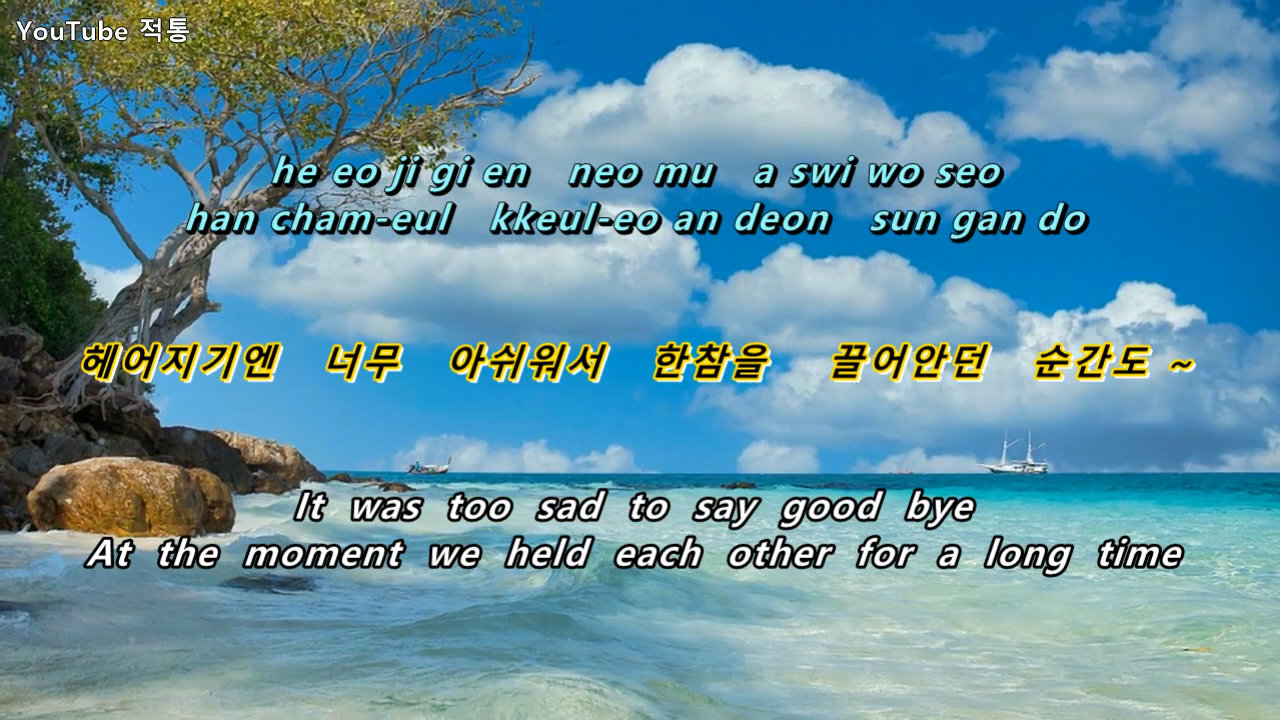 YouTube 적통
he eo ji gi en neo mu a swi wo seo
han cham-eul kkeul-eo an deon sun gan do
헤어지기엔 너무 아쉬워서 한참을 끌어안던 순간도 ~
It was too sad to say good bye
At the moment we held each other for a long time